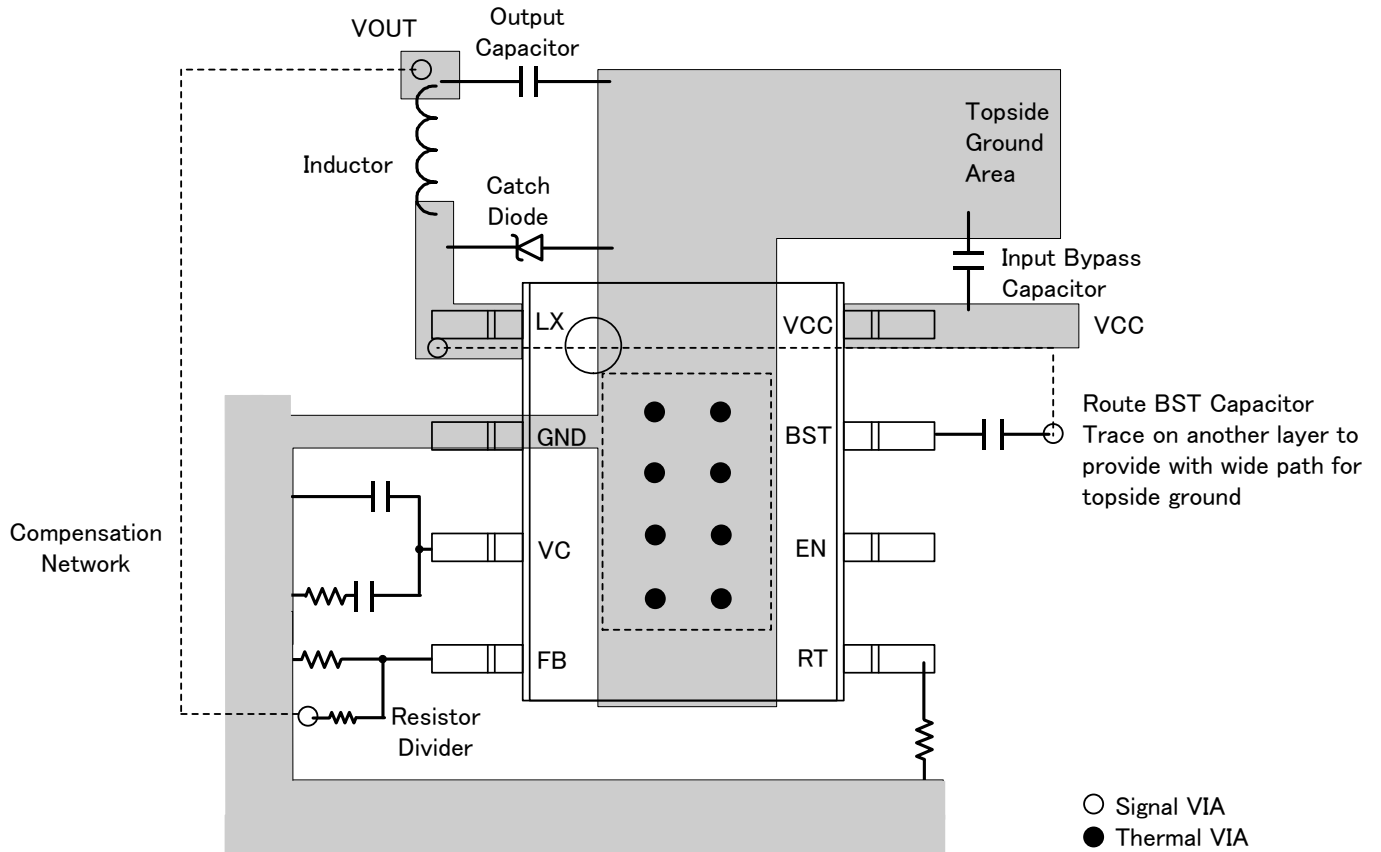 VOUT
Output
Capacitor
Topside
Ground
Area
Inductor
Catch
Diode
Input Bypass
Capacitor
LX
VCC
VCC
GND
BST
Route BST Capacitor
Trace on another layer to
provide with wide path for
topside ground
Compensation
Network
VC
EN
FB
RT
Resistor
Divider
Signal VIA
Thermal VIA